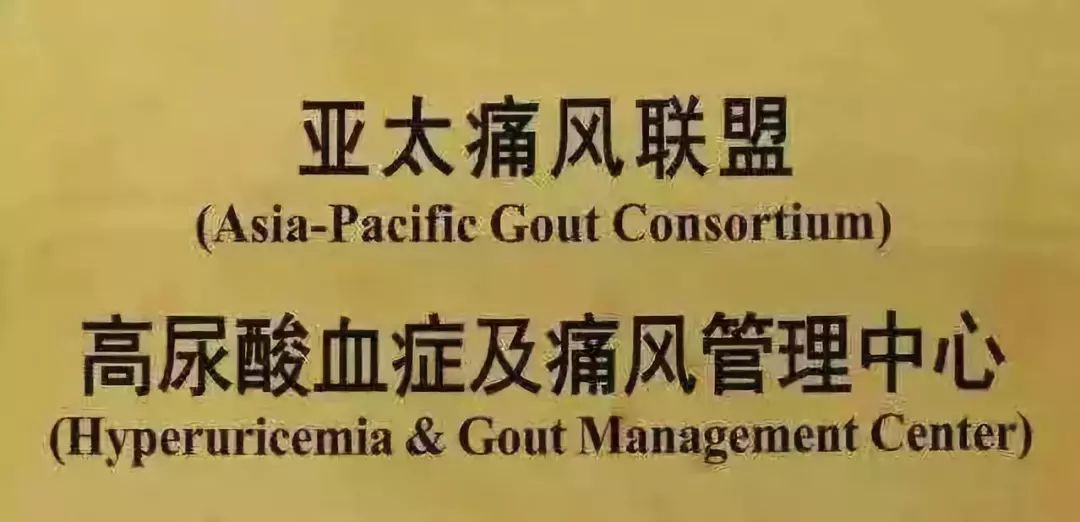 亚太痛风联盟
(Asia-Pacific Gout Consortium)
高尿酸血症及痛风管理中心
(Hyperuricemia & Gout Management Center)